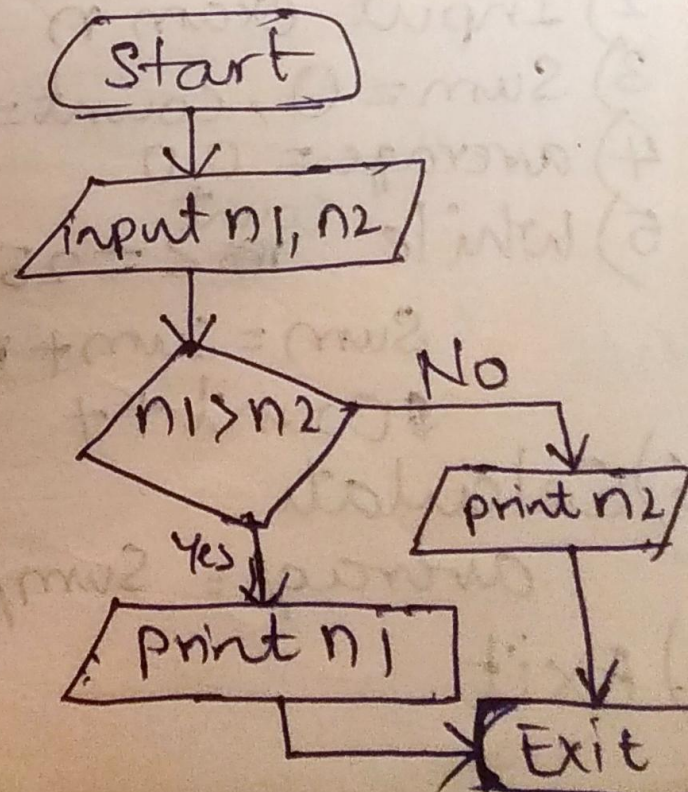 Start
input n1, n2
n1>n2
No
print n2
Yes
print n1
Exit